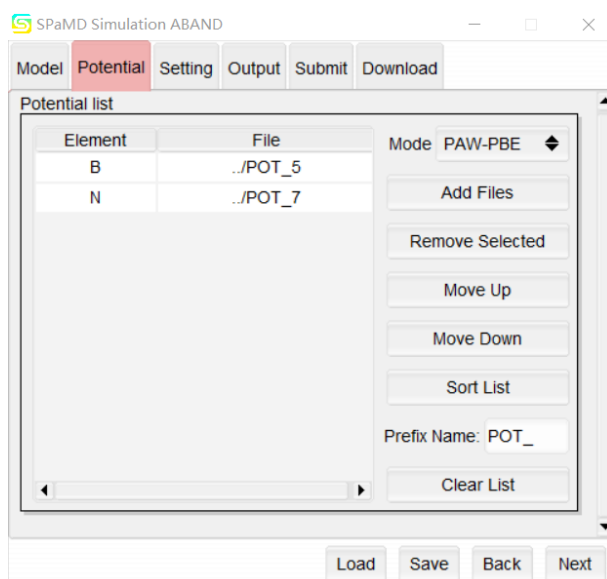 SPaMD Simulation ABAND
Model Potential Setting Output Submit Download
Potential list
Element File
B ../POT_5
N ../POT_7
Mode PAW-PBE
Add Files
Remove Selected
Move Up
Move Down
Sort List
Prefix Name: POT_
Clear List
Load Save Back Next